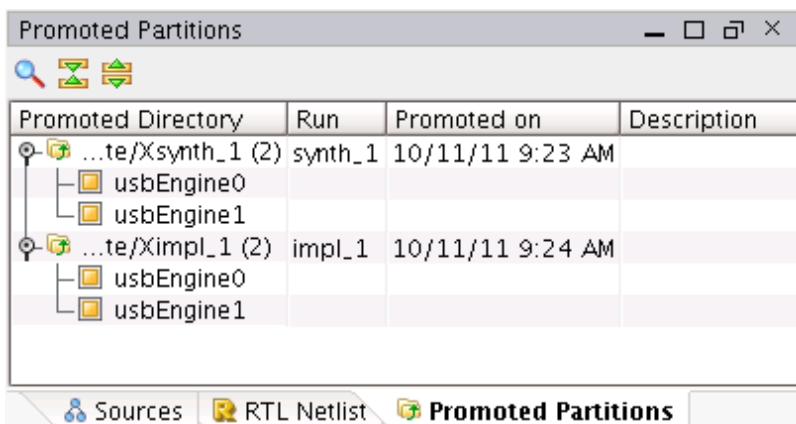 Promoted Partitions
Promoted Directory Run Promoted on Description
...te/Xsynth_1 (2) synth_1 10/11/11 9:23 AM
usbEngine0
usbEngine1
...te/Ximpl_1 (2) impl_1 10/11/11 9:24 AM
usbEngine0
usbEngine1
Sources RTL Netlist Promoted Partitions